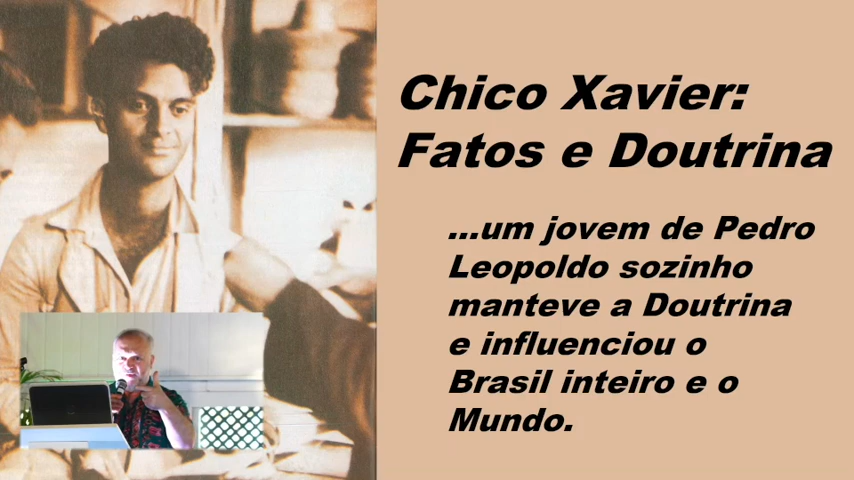 Chico Xavier:
Fatos e Doutrina
...um jovem de Pedro
Leopoldo sozinho
manteve a Doutrina
e influenciou o
Brasil inteiro e o
Mundo.